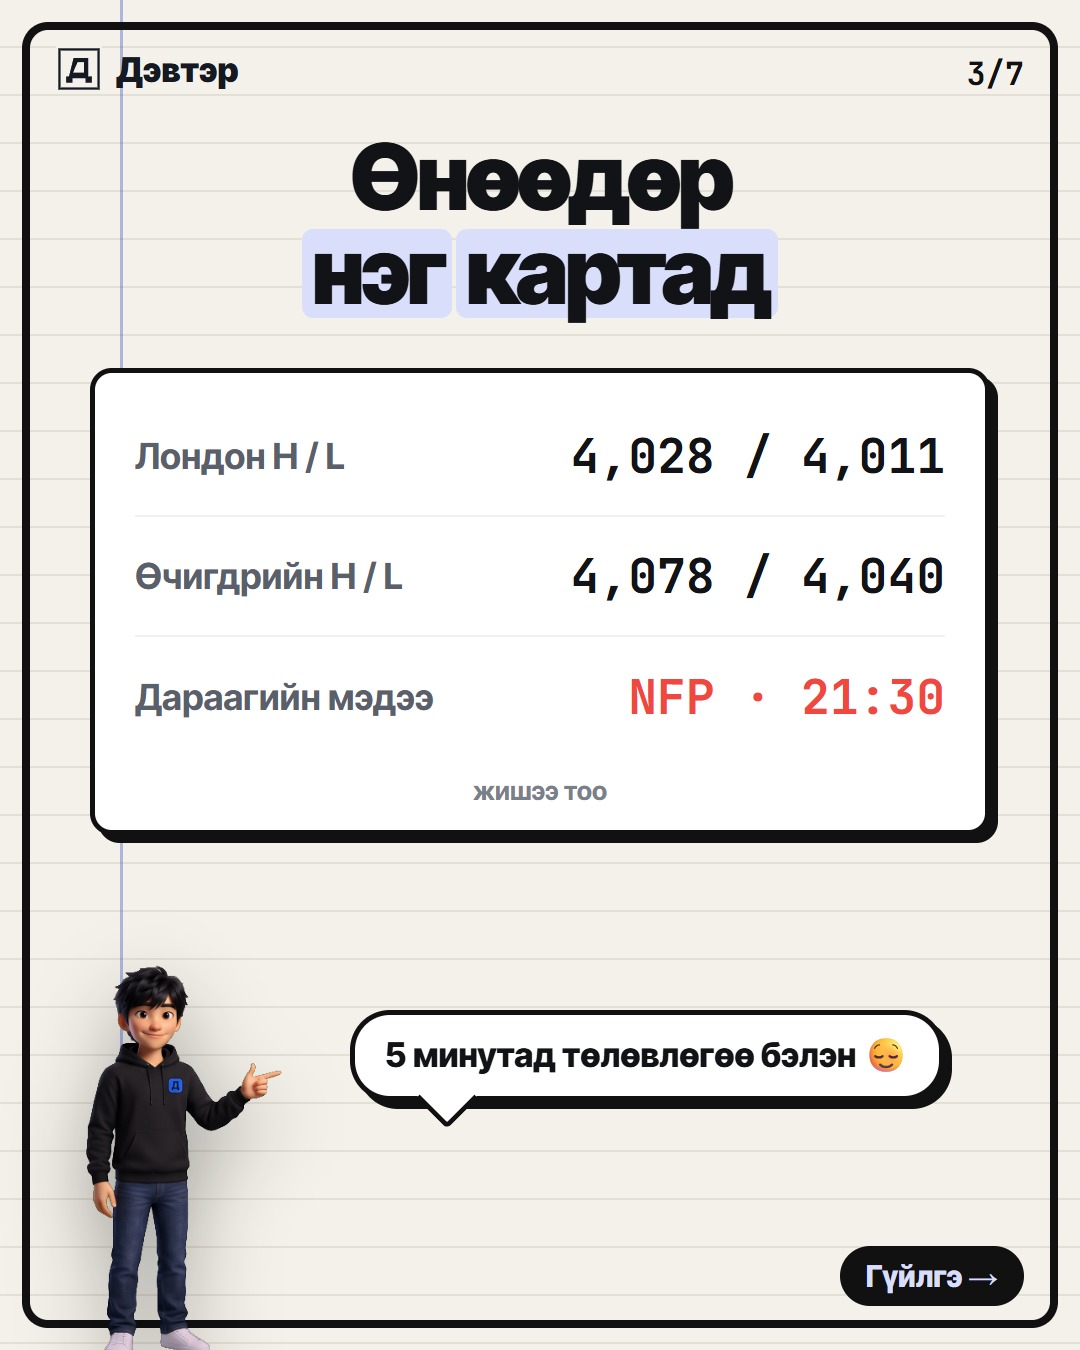 Д Дэвтэр
3/7
Өнөөдөр
нэг картад
Лондон H / L 4,028 / 4,011
Өчигдрийн H / L 4,078 / 4,040
Дараагийн мэдээ NFP · 21:30
жишээ тоо
5 минутад төлөвлөгөө бэлэн 😌
Д
Гүйлгэ →